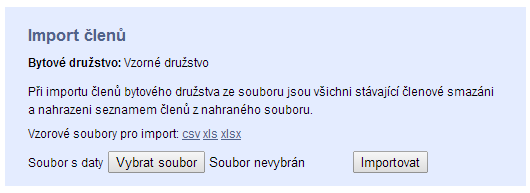 Import členů
Bytové družstvo: Vzorné družstvo
Při importu členů bytového družstva ze souboru jsou všichni stávající členové smazáni
a nahrazeni seznamem členů z nahraného souboru.
Vzorové soubory pro import: csv xls xlsx
Soubor s daty Vybrat soubor Soubor nevybrán Importovat